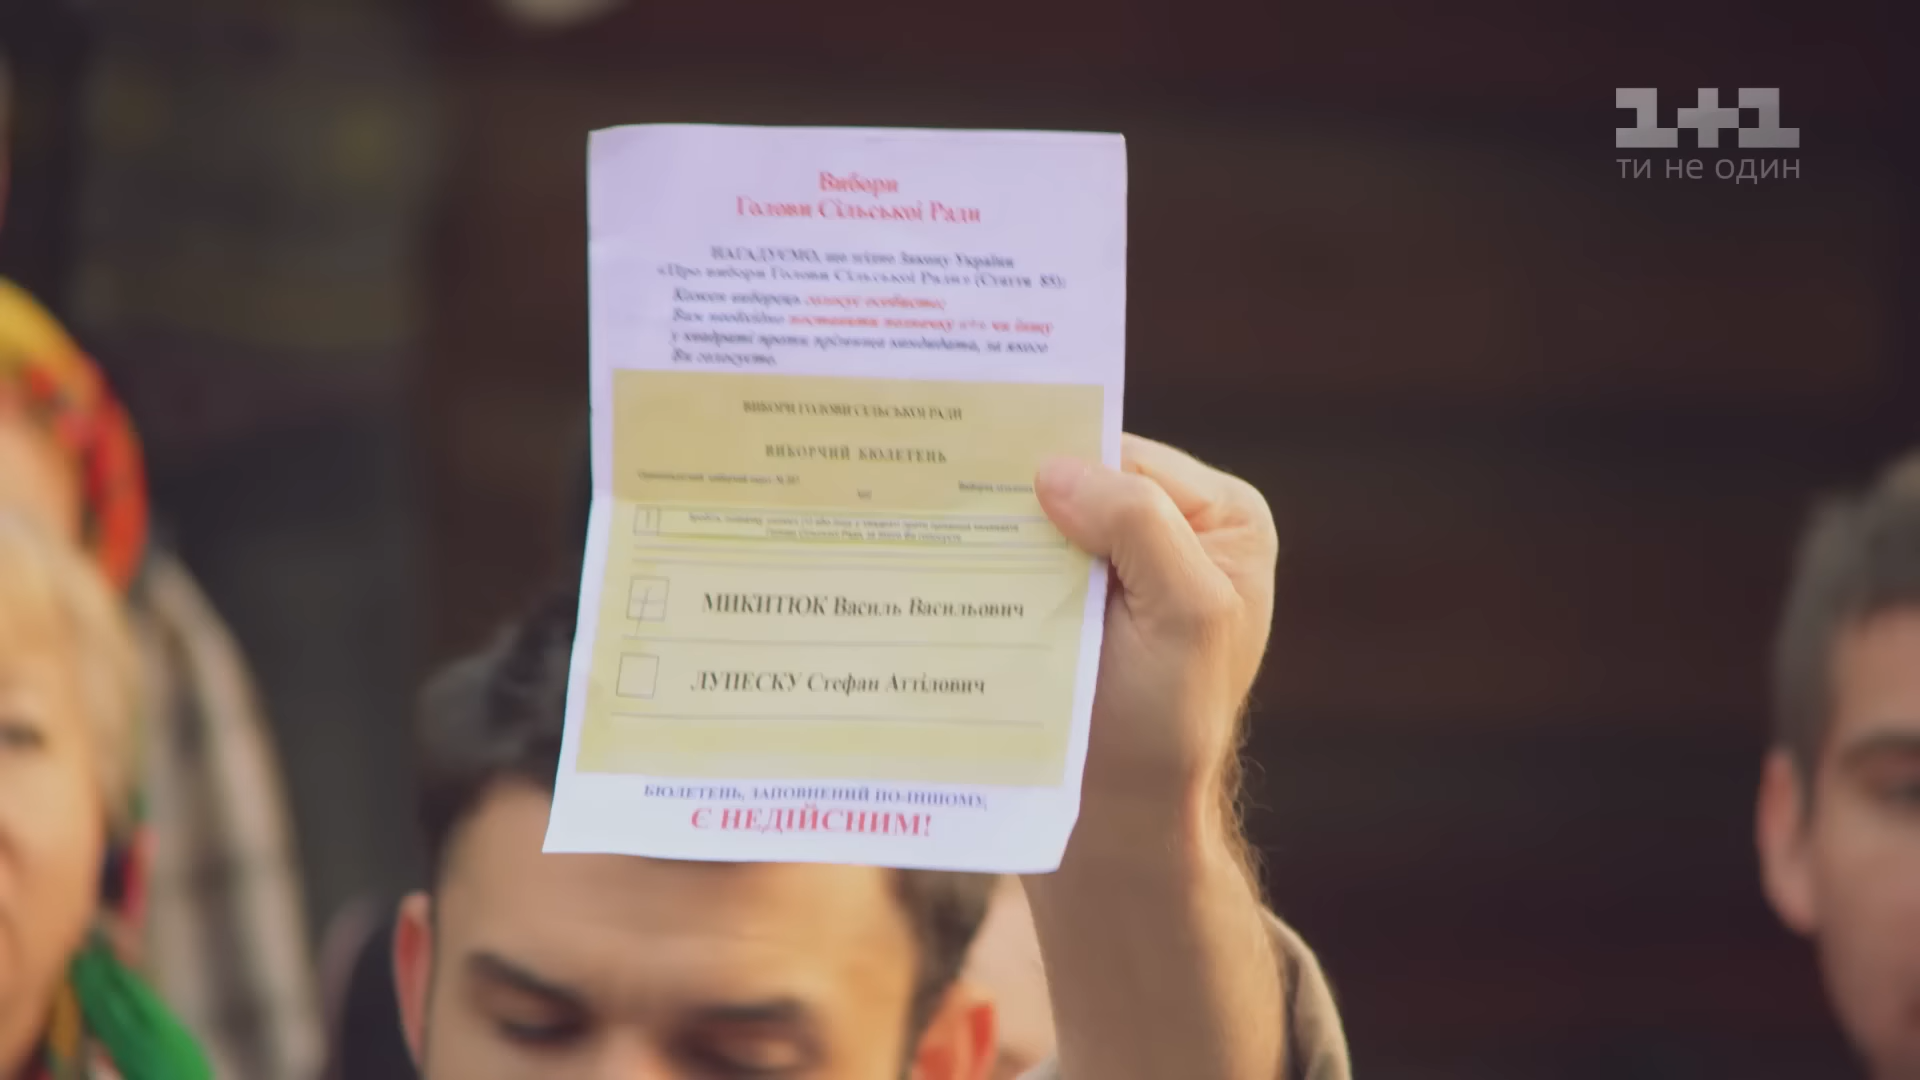 1+1
ТИ НЕ ОДИН
Вибори
Голови Сільської Ради
НАГАДУЄМО, що згідно Закону України
«Про вибори Голови Сільської Ради» (Стаття 85):
Кожен виборець голосує особисто;
Вам необхідно поставити позначку «+» чи іншу
у квадраті проти прізвища кандидата, за якого
Ви голосуєте.
ВИБОРИ ГОЛОВИ СІЛЬСЬКОЇ РАДИ
ВИБОРЧИЙ БЮЛЕТЕНЬ
МИКИТЮК Василь Васильович
ЛУПЕСКУ Стефан Аттілович
БЮЛЕТЕНЬ, ЗАПОВНЕНИЙ ПО-ІНШОМУ,
Є НЕДІЙСНИМ!